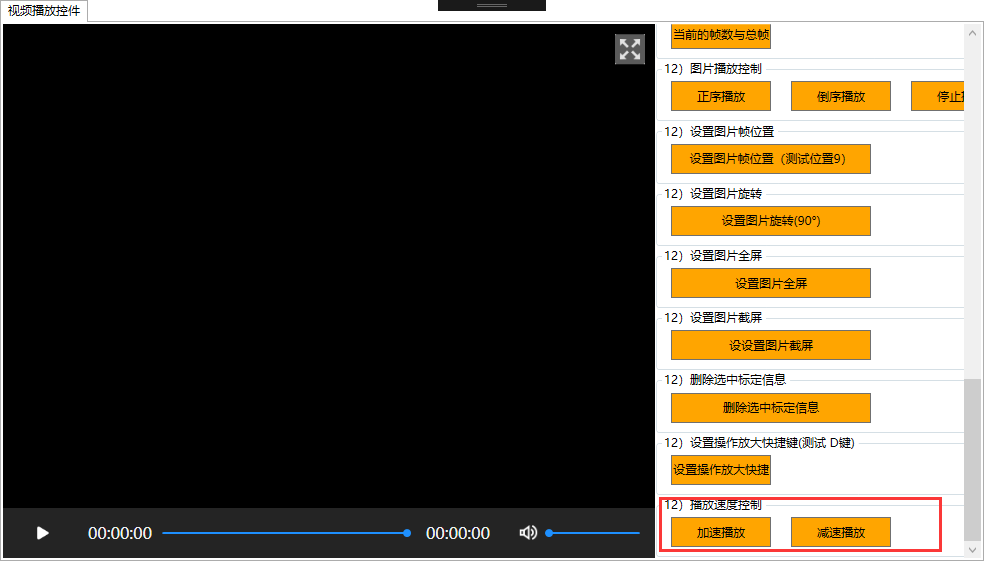 视频播放控件
当前的帧数与总帧
12）图片播放控制
正序播放 倒序播放 停止
12）设置图片帧位置
设置图片帧位置（测试位置9）
12）设置图片旋转
设置图片旋转(90°)
12）设置图片全屏
设置图片全屏
12）设置图片截屏
设设置图片截屏
12）删除选中标定信息
删除选中标定信息
12）设置操作放大快捷键(测试 D键)
设置操作放大快捷
12）播放速度控制
加速播放 减速播放
00:00:00 00:00:00